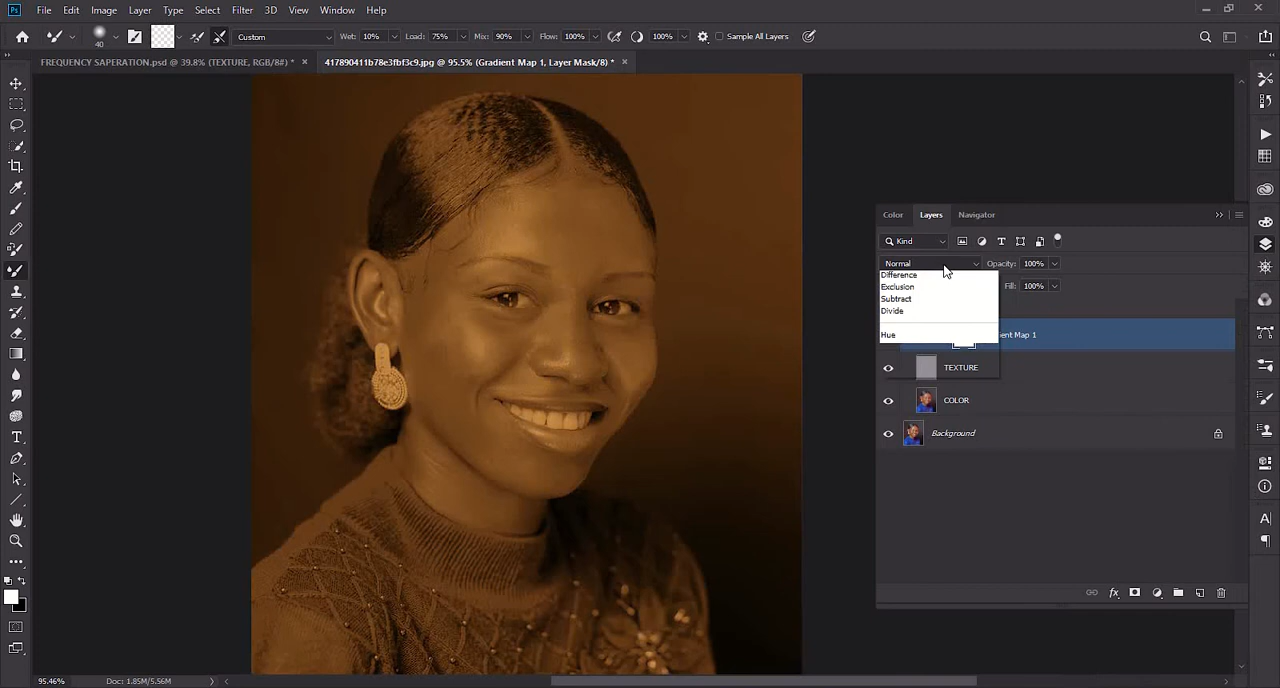 Ps File Edit Image Layer Type Select Filter 3D View Window Help
40 Custom Wet: 10% Load: 75% Mix: 90% Flow: 100% 100% Sample All Layers
FREQUENCY SAPERATION.psd @ 39.8% (TEXTURE, RGB/8#) * × 417890411b78e3fbf3c9.jpg @ 95.5% (Gradient Map 1, Layer Mask/8) * ×
Color Layers Navigator
Kind
Normal Opacity: 100%
Difference
Exclusion Fill: 100%
Subtract
Divide
Hue ent Map 1
TEXTURE
COLOR
Background
fx
95.46% Doc: 1.85M/5.56M